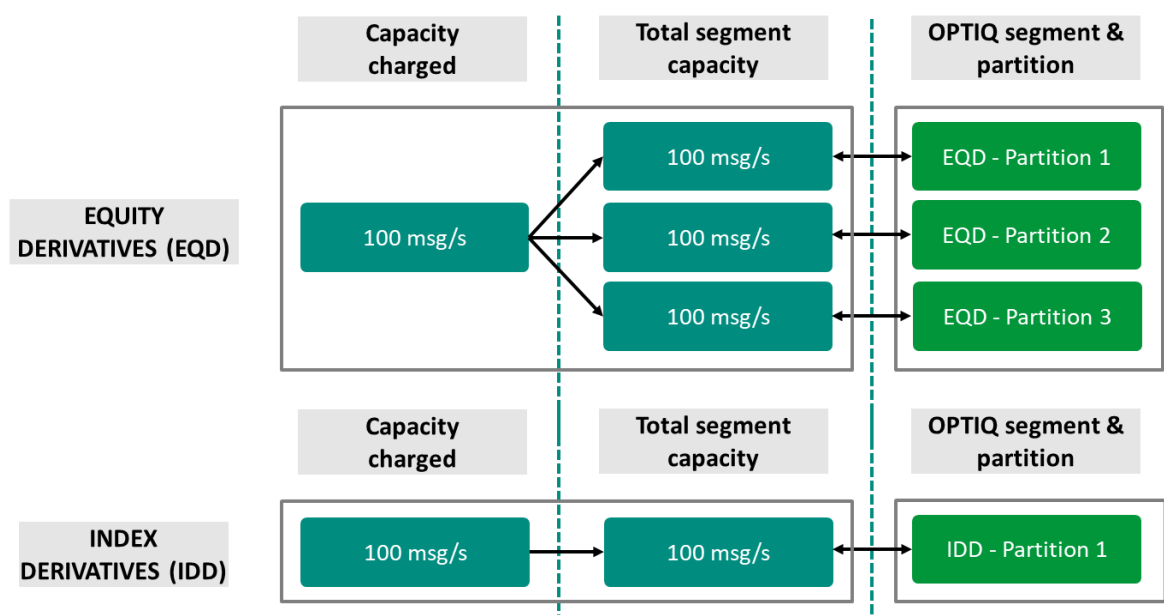 Capacity
charged
Total segment
capacity
OPTIQ segment &
partition
EQUITY
DERIVATIVES (EQD)
100 msg/s
100 msg/s
EQD - Partition 1
100 msg/s
EQD - Partition 2
100 msg/s
EQD - Partition 3
Capacity
charged
Total segment
capacity
OPTIQ segment &
partition
INDEX
DERIVATIVES (IDD)
100 msg/s
100 msg/s
IDD - Partition 1